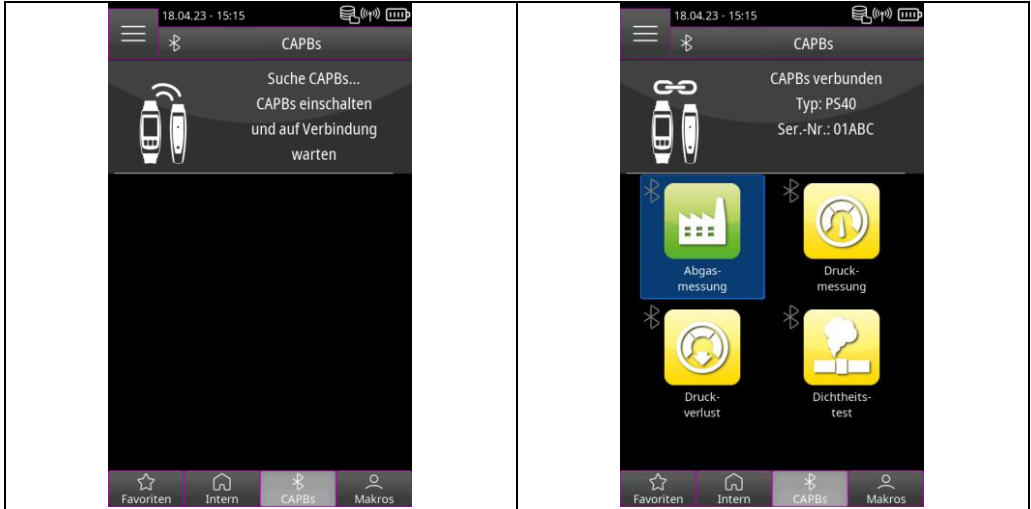 18.04.23 - 15:15
CAPBs
Suche CAPBs...
CAPBs einschalten
und auf Verbindung
warten
Favoriten
Intern
CAPBs
Makros
18.04.23 - 15:15
CAPBs
CAPBs verbunden
Typ: PS40
Ser.-Nr.: 01ABC
Abgas-
messung
Druck-
messung
Druck-
verlust
Dichtheits-
test
Favoriten
Intern
CAPBs
Makros